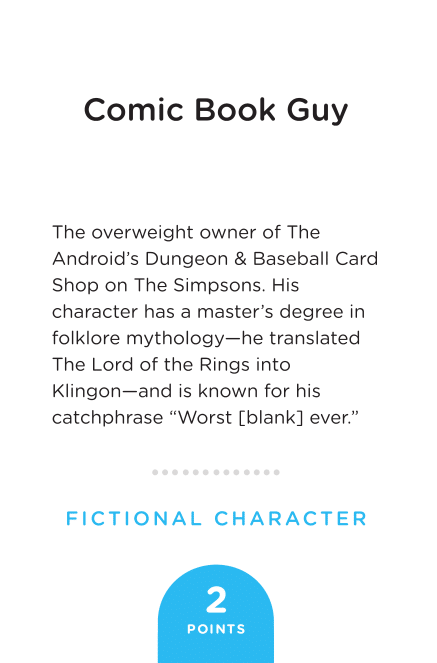 Comic Book Guy
The overweight owner of The
Android’s Dungeon & Baseball Card
Shop on The Simpsons. His
character has a master’s degree in
folklore mythology—he translated
The Lord of the Rings into
Klingon—and is known for his
catchphrase “Worst [blank] ever.”
FICTIONAL CHARACTER
2
POINTS